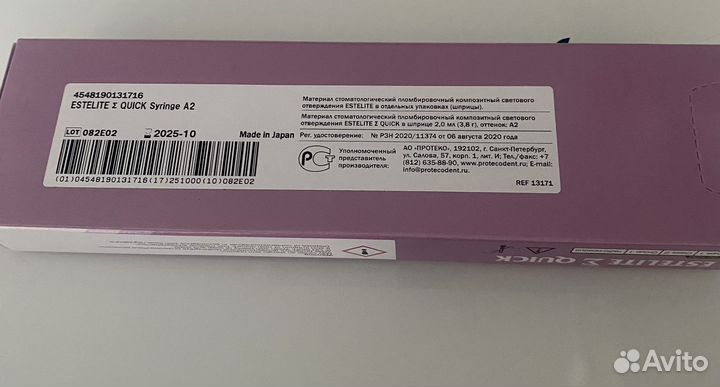 4548190131716
ESTELITE Σ QUICK Syringe A2
LOT 082E02 2025-10 Made in Japan
(01)04548190131716(17)251000(10)082E02
Материал стоматологический пломбировочный композитный светового
отверждения ESTELITE в отдельных упаковках (шприцы).
Материал стоматологический пломбировочный композитный светового
отверждения ESTELITE Σ QUICK в шприце 2,0 мл (3,8 г), оттенок: A2
Рег. удостоверение: № РЗН 2020/11374 от 06 августа 2020 года
РСТ
Уполномоченный
представитель
производителя:
АО "ПРОТЕКО", 192102, г. Санкт-Петербург,
ул. Салова, 57, корп. 1, лит. И; Тел./факс: +7
(812) 635-88-90, www.protecodent.ru; E-mail:
info@protecodent.ru
REF 13171
ESTELITE Σ QUICK
Avito